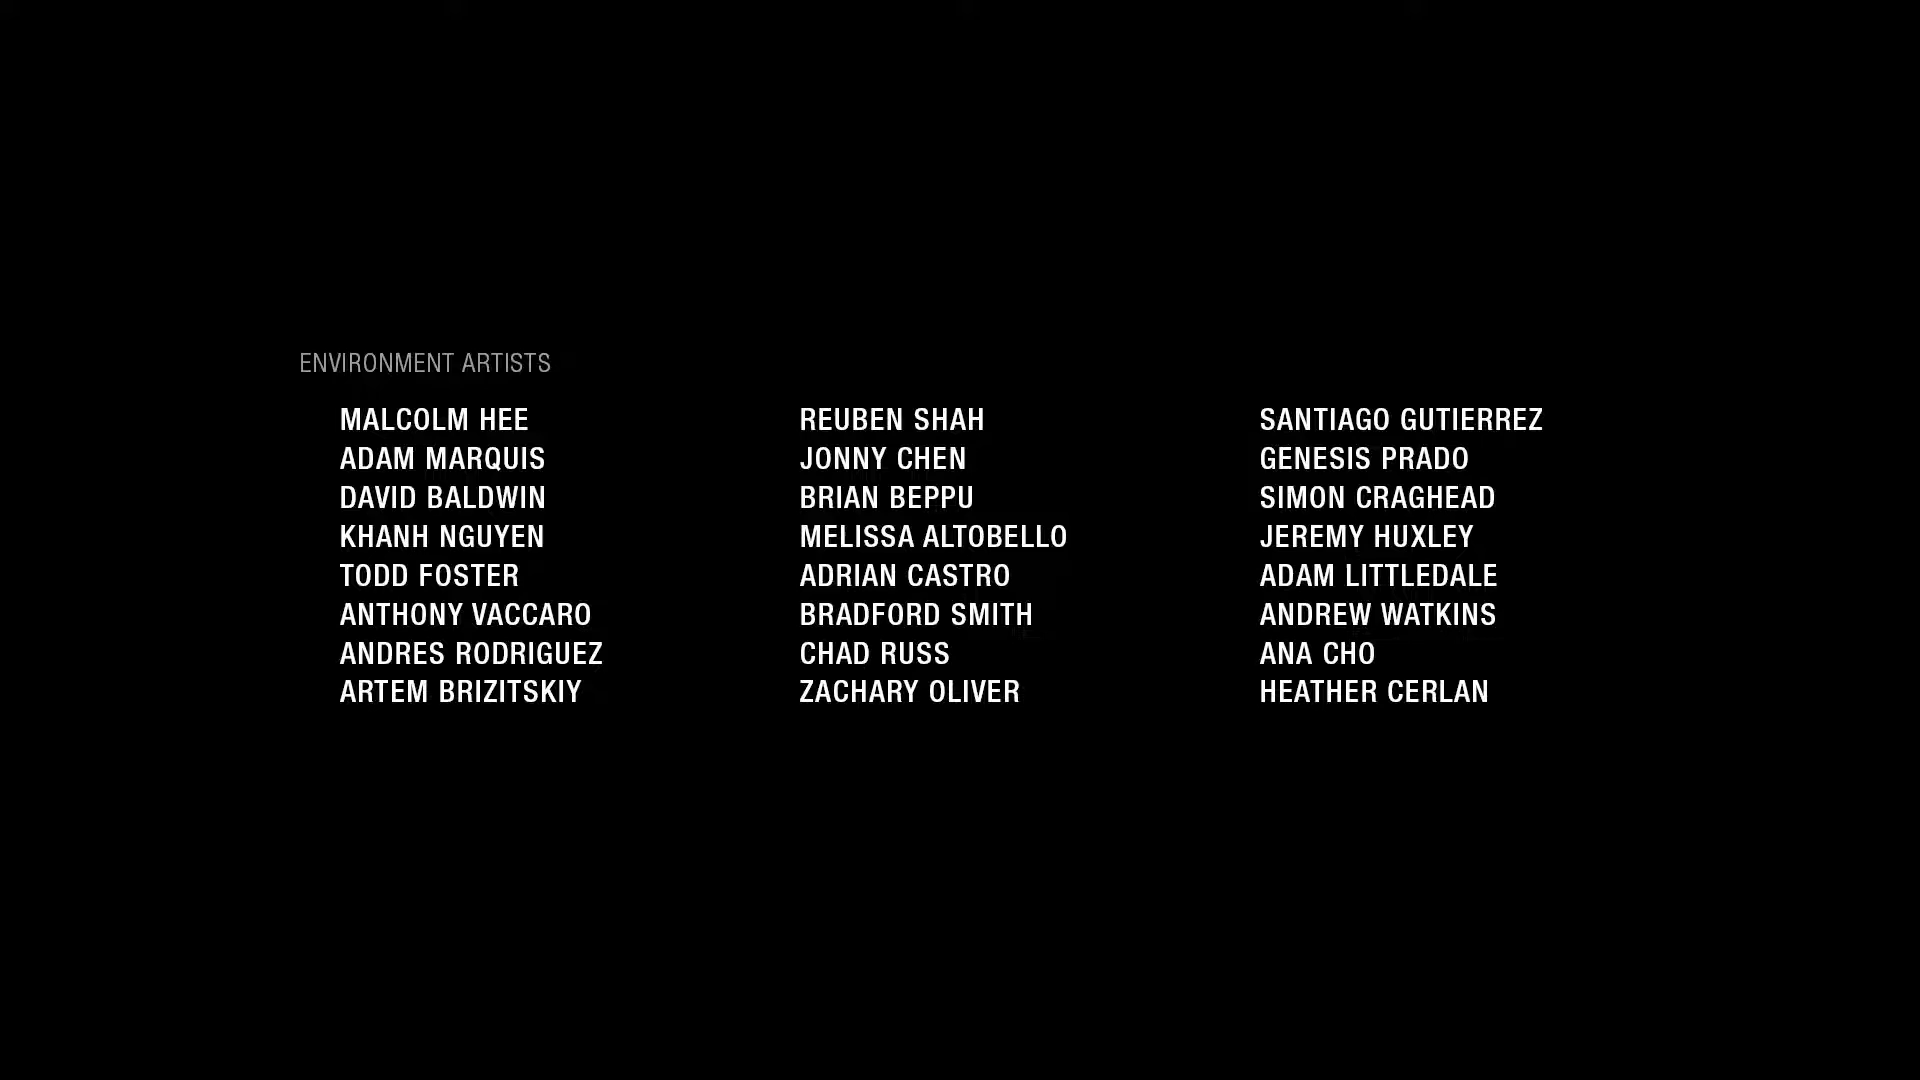 ENVIRONMENT ARTISTS
MALCOLM HEE
ADAM MARQUIS
DAVID BALDWIN
KHANH NGUYEN
TODD FOSTER
ANTHONY VACCARO
ANDRES RODRIGUEZ
ARTEM BRIZITSKIY
REUBEN SHAH
JONNY CHEN
BRIAN BEPPU
MELISSA ALTOBELLO
ADRIAN CASTRO
BRADFORD SMITH
CHAD RUSS
ZACHARY OLIVER
SANTIAGO GUTIERREZ
GENESIS PRADO
SIMON CRAGHEAD
JEREMY HUXLEY
ADAM LITTLEDALE
ANDREW WATKINS
ANA CHO
HEATHER CERLAN